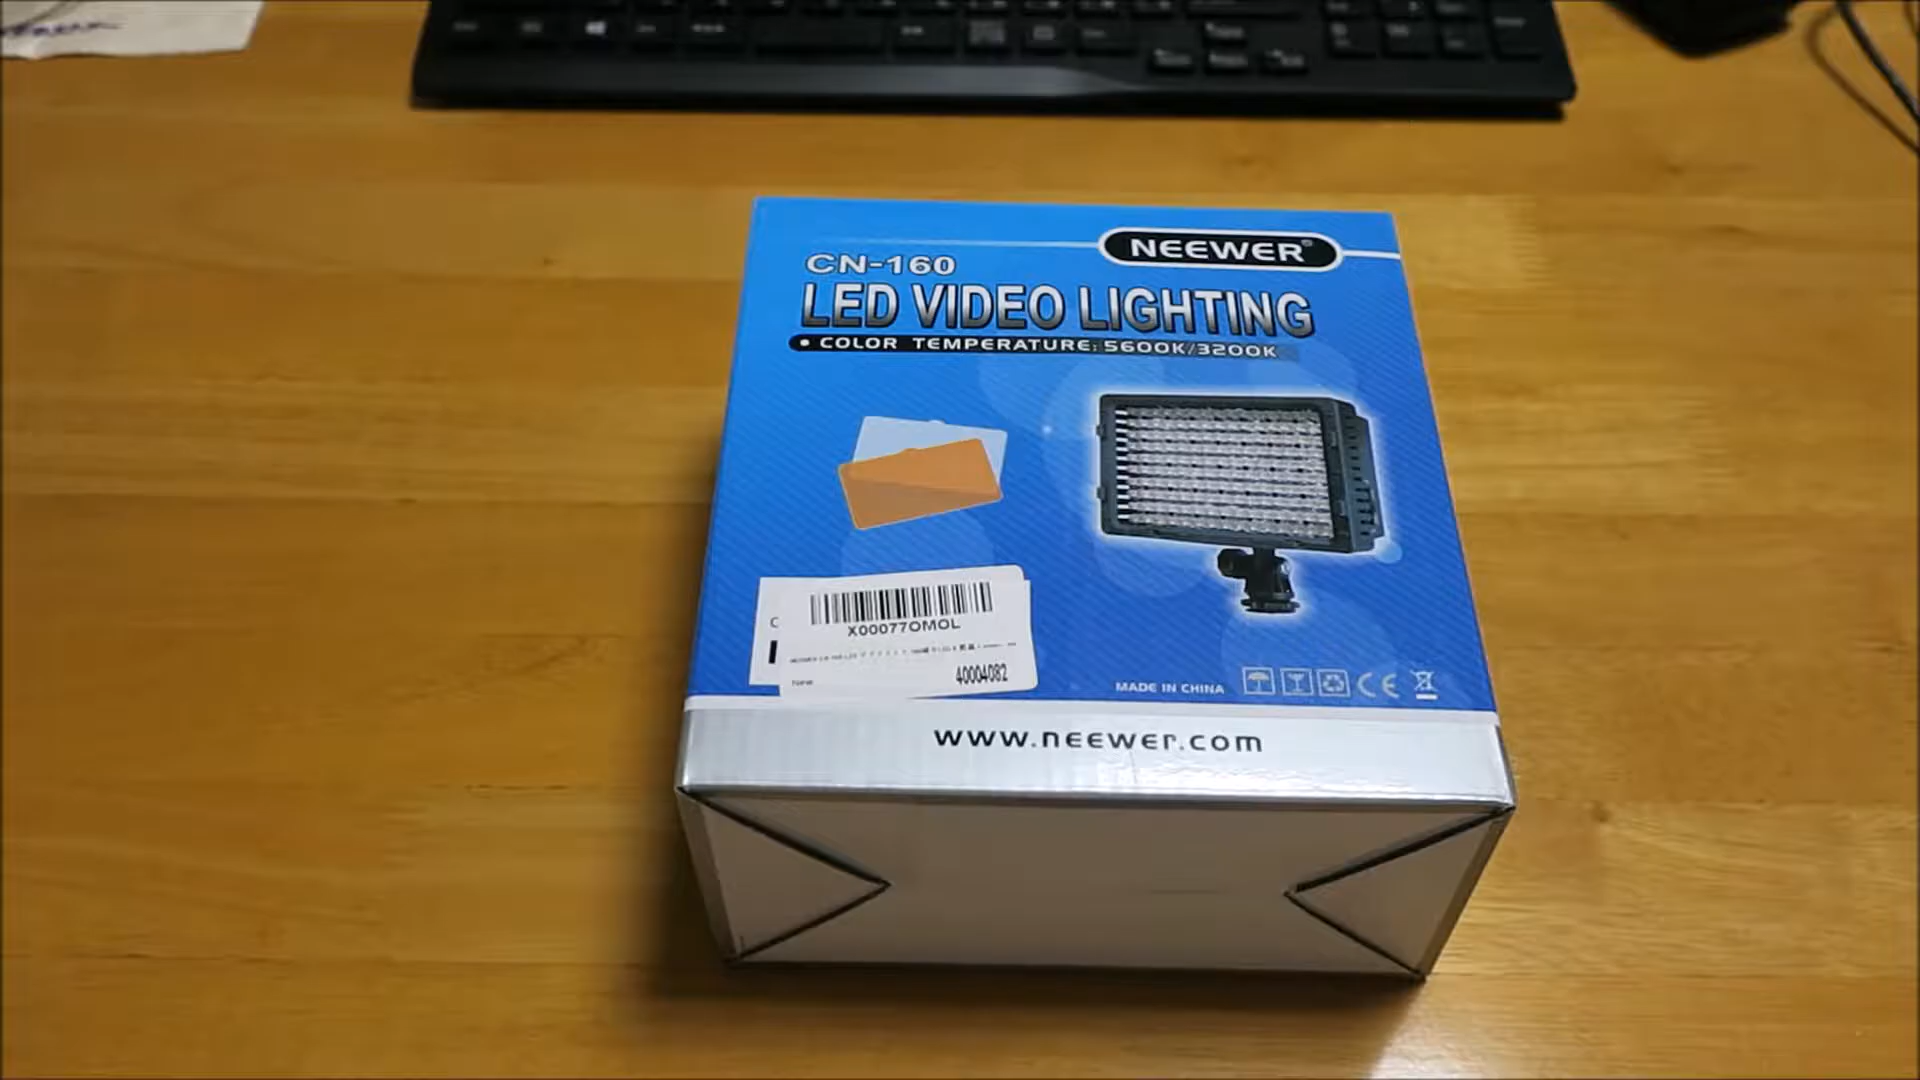 NEEWER®
CN-160
LED VIDEO LIGHTING
• COLOR TEMPERATURE: 5600K/3200K
X00077OMOL
40004082
MADE IN CHINA
CE
www.neewer.com